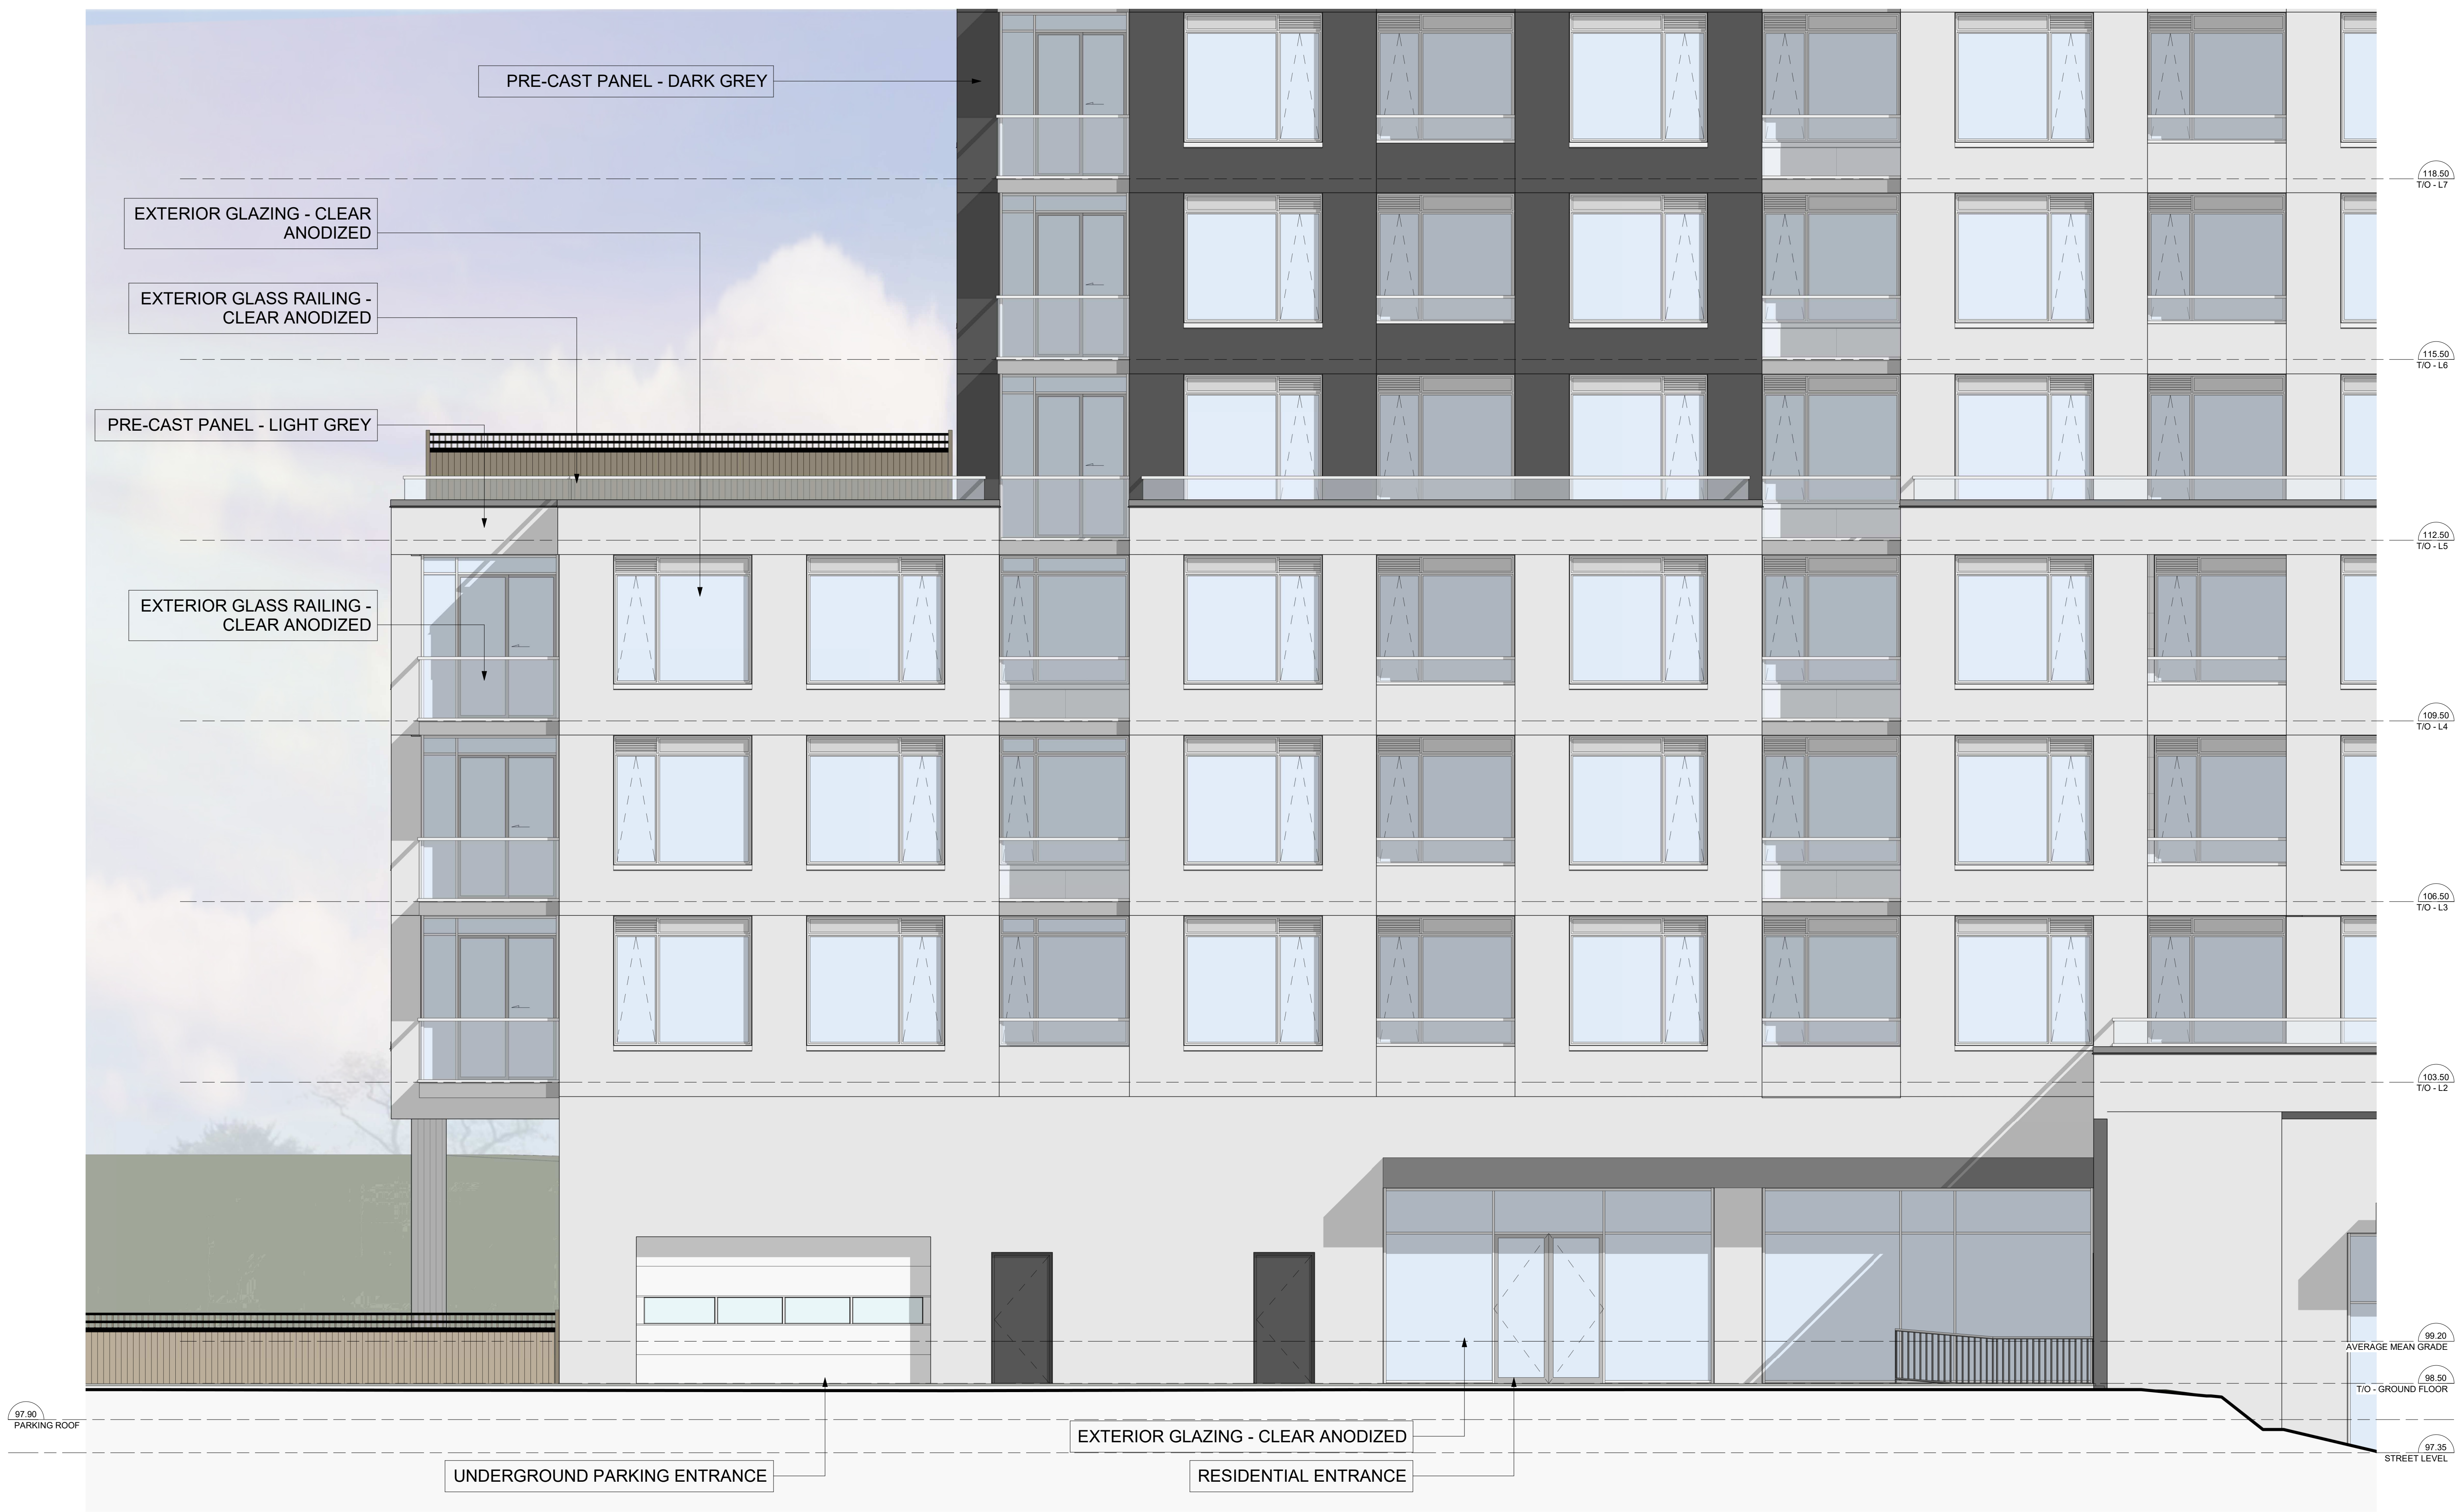 PRE-CAST PANEL - DARK GREY
118.50
T/O - L7
EXTERIOR GLAZING - CLEAR
ANODIZED
EXTERIOR GLASS RAILING -
CLEAR ANODIZED
115.50
T/O - L6
PRE-CAST PANEL - LIGHT GREY
112.50
T/O - L5
EXTERIOR GLASS RAILING -
CLEAR ANODIZED
109.50
T/O - L4
106.50
T/O - L3
103.50
T/O - L2
99.20
AVERAGE MEAN GRADE
98.50
T/O - GROUND FLOOR
97.90
PARKING ROOF
EXTERIOR GLAZING - CLEAR ANODIZED
97.35
STREET LEVEL
UNDERGROUND PARKING ENTRANCE
RESIDENTIAL ENTRANCE